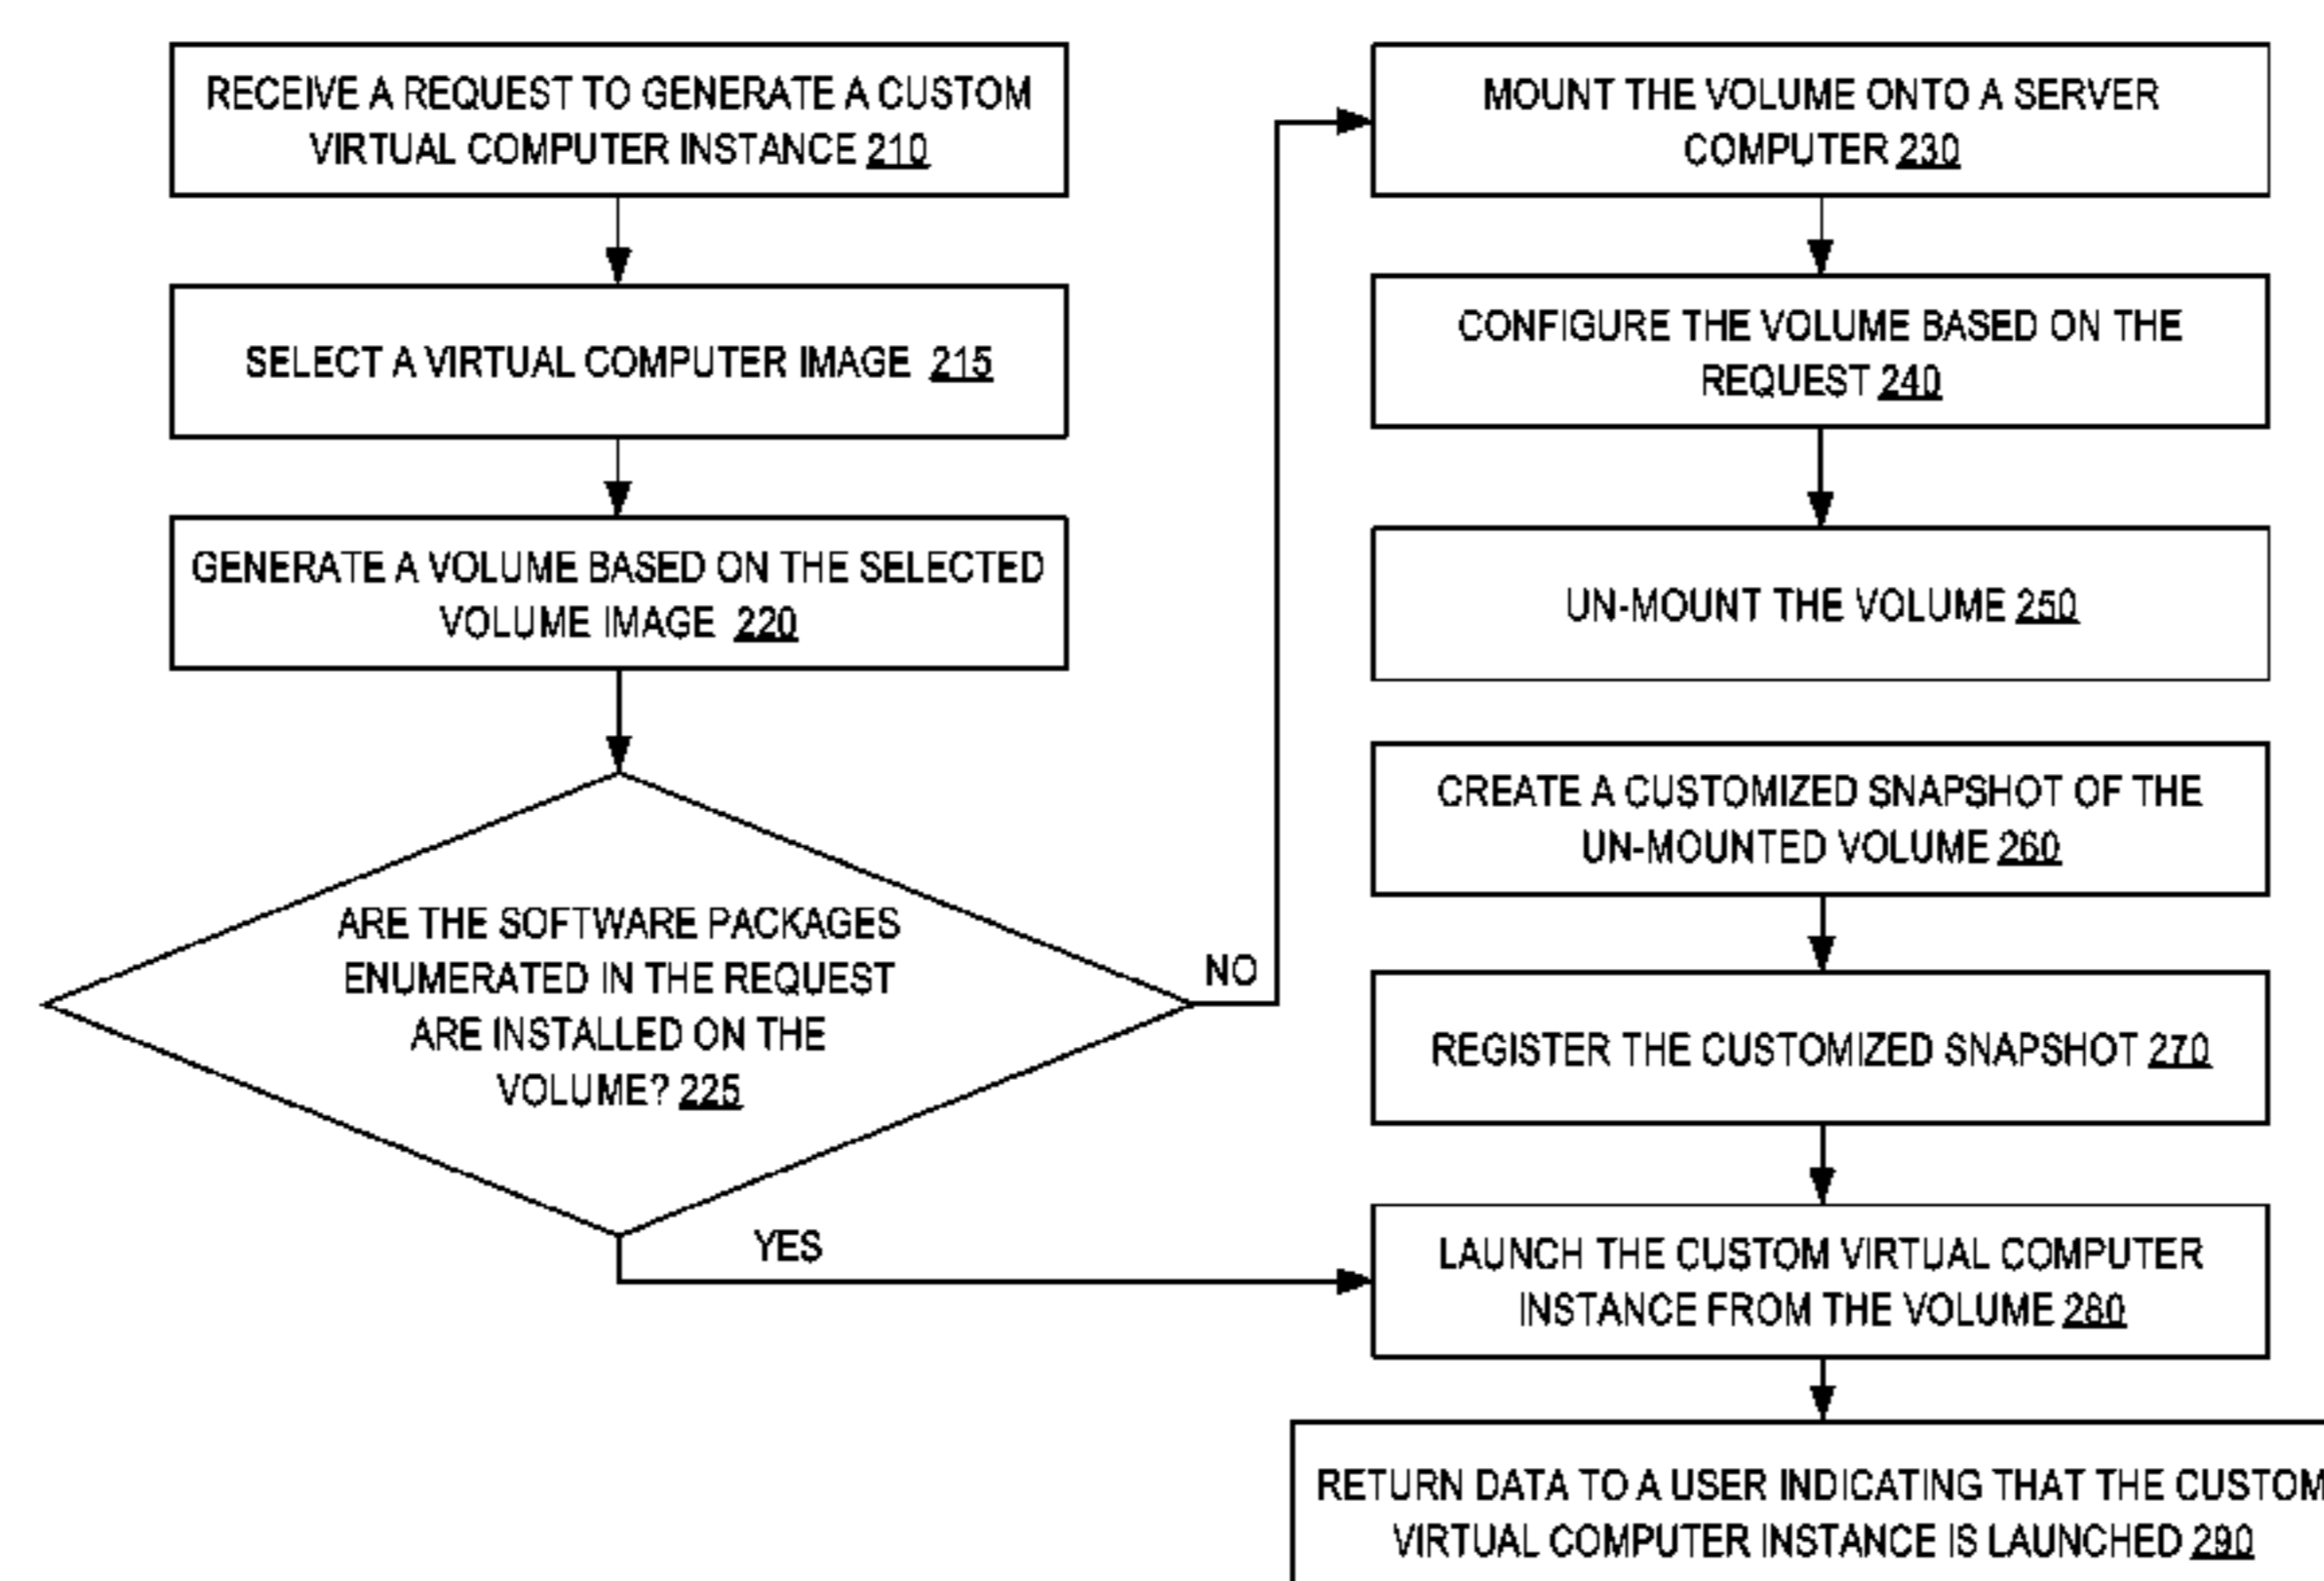 RECEIVE A REQUEST TO GENERATE A CUSTOM
VIRTUAL COMPUTER INSTANCE 210
SELECT A VIRTUAL COMPUTER IMAGE 215
GENERATE A VOLUME BASED ON THE SELECTED
VOLUME IMAGE 220
ARE THE SOFTWARE PACKAGES
ENUMERATED IN THE REQUEST
ARE INSTALLED ON THE
VOLUME? 225
NO
YES
MOUNT THE VOLUME ONTO A SERVER
COMPUTER 230
CONFIGURE THE VOLUME BASED ON THE
REQUEST 240
UN-MOUNT THE VOLUME 250
CREATE A CUSTOMIZED SNAPSHOT OF THE
UN-MOUNTED VOLUME 260
REGISTER THE CUSTOMIZED SNAPSHOT 270
LAUNCH THE CUSTOM VIRTUAL COMPUTER
INSTANCE FROM THE VOLUME 280
RETURN DATA TO A USER INDICATING THAT THE CUSTOM
VIRTUAL COMPUTER INSTANCE IS LAUNCHED 290